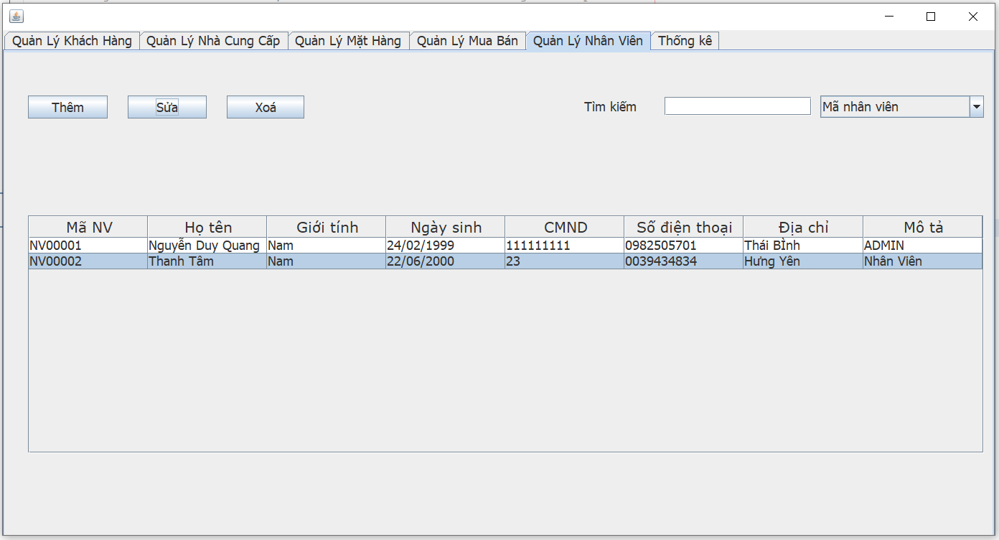 Quản Lý Khách Hàng Quản Lý Nhà Cung Cấp Quản Lý Mặt Hàng Quản Lý Mua Bán Quản Lý Nhân Viên Thống kê
Thêm Sửa Xoá Tìm kiếm Mã nhân viên
Mã NV Họ tên Giới tính Ngày sinh CMND Số điện thoại Địa chỉ Mô tả
NV00001 Nguyễn Duy Quang Nam 24/02/1999 111111111 0982505701 Thái BÌnh ADMIN
NV00002 Thanh Tâm Nam 22/06/2000 23 0039434834 Hưng Yên Nhân Viên